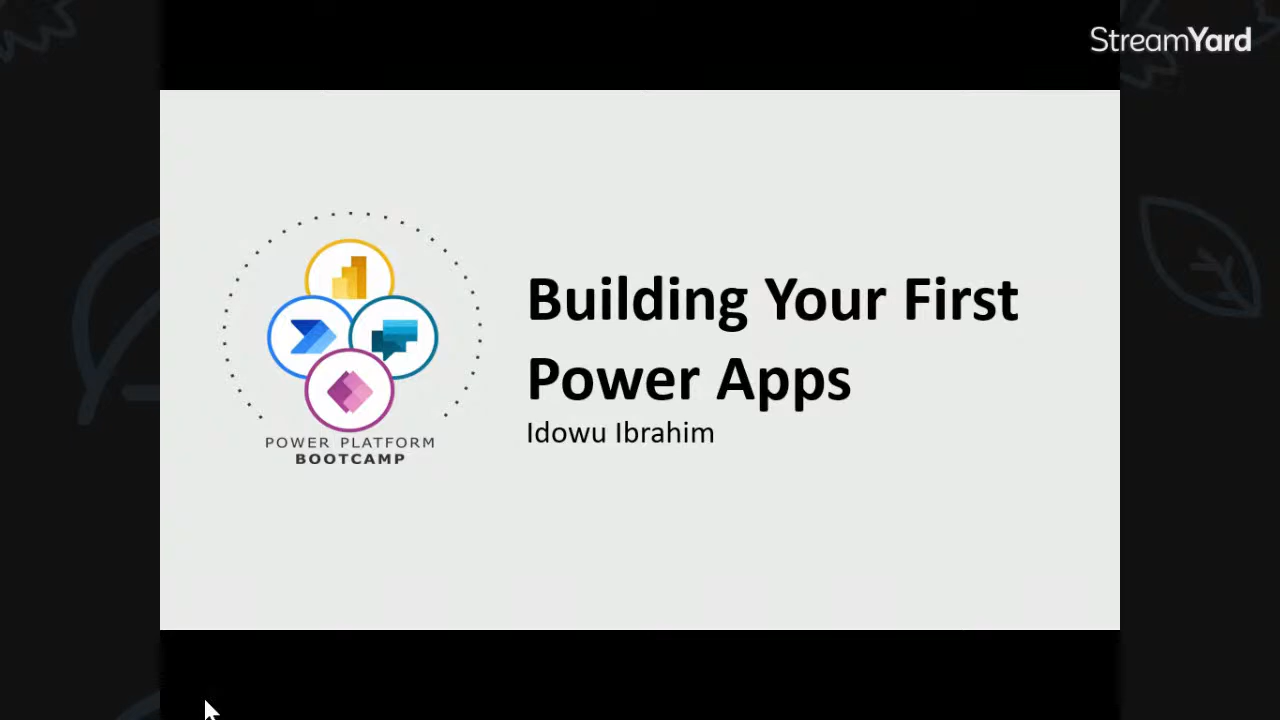 StreamYard
Building Your First
Power Apps
Idowu Ibrahim
POWER PLATFORM
BOOTCAMP